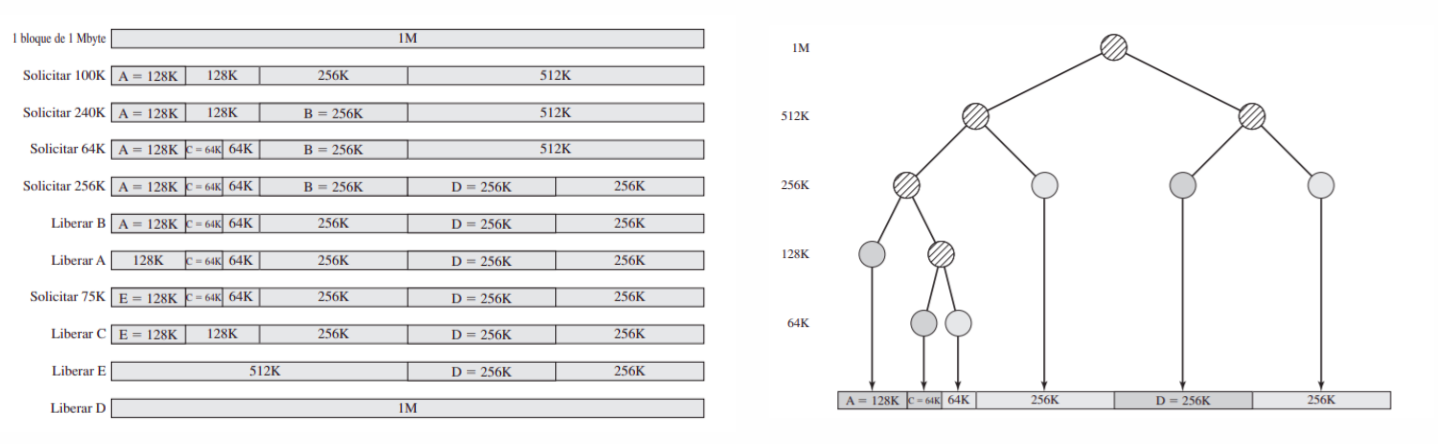 1 bloque de 1 Mbyte 1M
Solicitar 100K A = 128K 128K 256K 512K
Solicitar 240K A = 128K 128K B = 256K 512K
Solicitar 64K A = 128K C = 64K 64K B = 256K 512K
Solicitar 256K A = 128K C = 64K 64K B = 256K D = 256K 256K
Liberar B A = 128K C = 64K 64K 256K D = 256K 256K
Liberar A 128K C = 64K 64K 256K D = 256K 256K
Solicitar 75K E = 128K C = 64K 64K 256K D = 256K 256K
Liberar C E = 128K 128K 256K D = 256K 256K
Liberar E 512K D = 256K 256K
Liberar D 1M
1M
512K
256K
128K
64K
A = 128K C = 64K 64K 256K D = 256K 256K